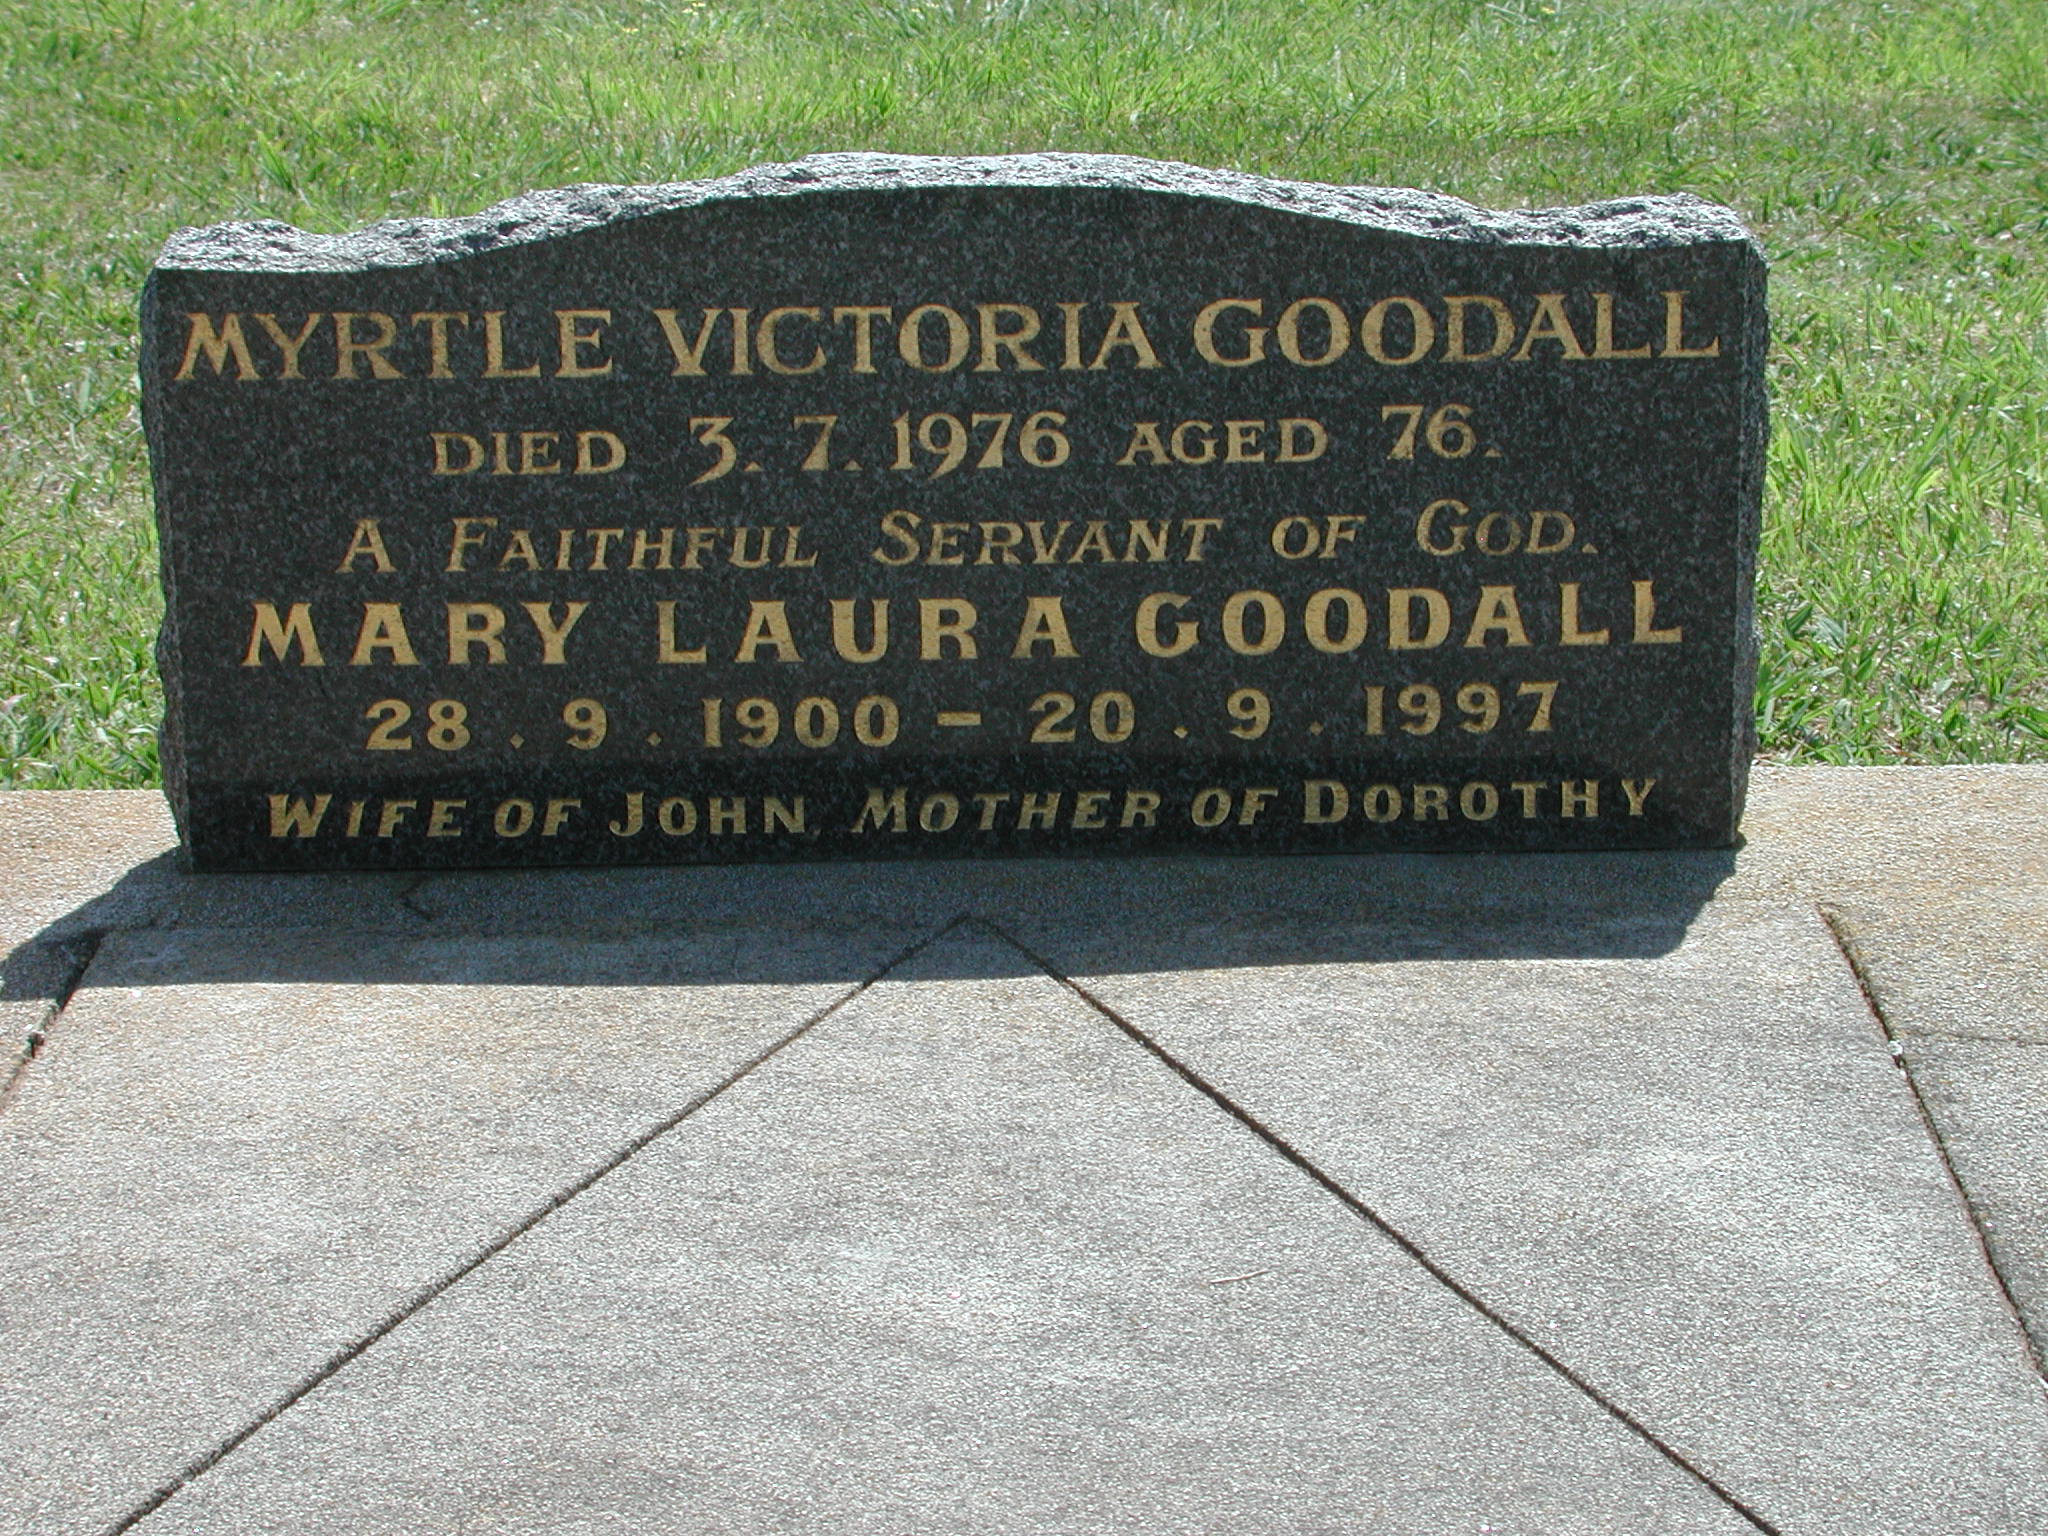 MYRTLE VICTORIA GOODALL
DIED 3.7.1976 AGED 76.
A FAITHFUL SERVANT OF GOD.
MARY LAURA GOODALL
28.9.1900 - 20.9.1997
WIFE OF JOHN, MOTHER OF DOROTHY